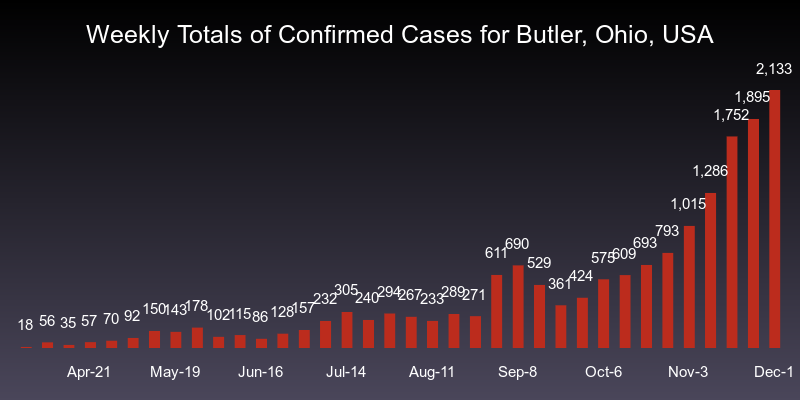 Weekly Totals of Confirmed Cases for Butler, Ohio, USA
18 56 35 57 70 92 150 143 178 102 115 86 128 157 232 305 240 294 267 233 289 271 611 690 529 361 424 575 609 693 793 1,015 1,286 1,752 1,895 2,133
Apr-21 May-19 Jun-16 Jul-14 Aug-11 Sep-8 Oct-6 Nov-3 Dec-1